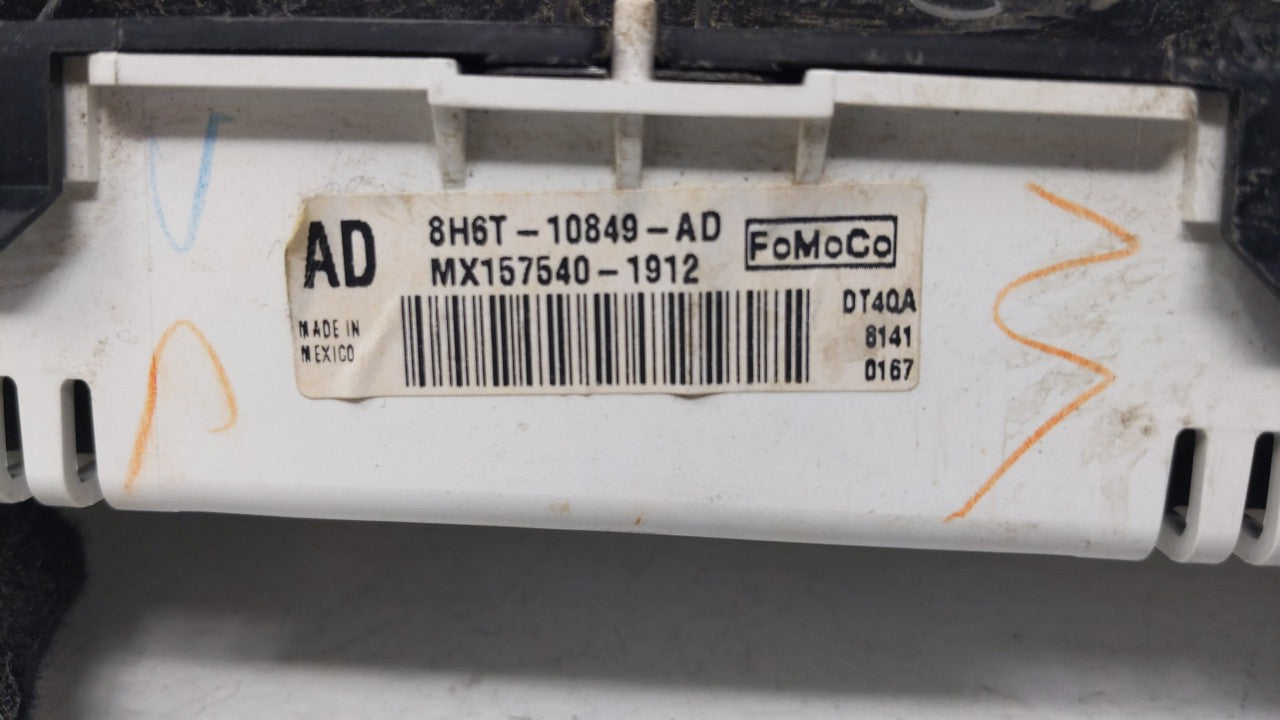 AD
8H6T-10849-AD
MX157540-1912
FoMoCo
MADE IN
MEXICO
DT4QA
8141
0167